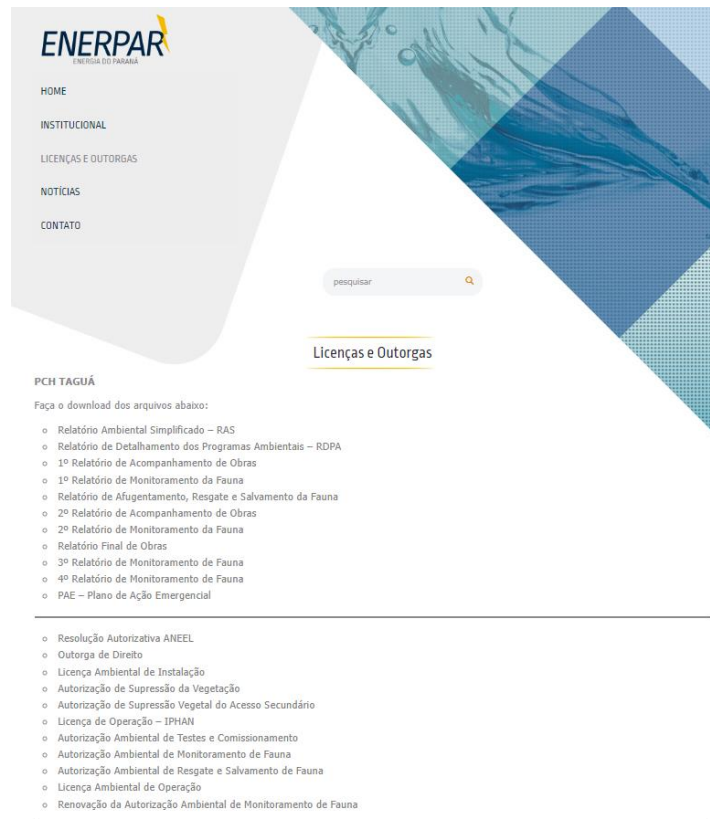 ENERPAR
ENERGIA DO PARANÁ
HOME
INSTITUCIONAL
LICENÇAS E OUTORGAS
NOTÍCIAS
CONTATO
pesquisar
Licenças e Outorgas
PCH TAGUÁ
Faça o download dos arquivos abaixo:
Relatório Ambiental Simplificado – RAS
Relatório de Detalhamento dos Programas Ambientais – RDPA
1º Relatório de Acompanhamento de Obras
1º Relatório de Monitoramento da Fauna
Relatório de Afugentamento, Resgate e Salvamento da Fauna
2º Relatório de Acompanhamento de Obras
2º Relatório de Monitoramento da Fauna
Relatório Final de Obras
3º Relatório de Monitoramento de Fauna
4º Relatório de Monitoramento de Fauna
PAE – Plano de Ação Emergencial
Resolução Autorizativa ANEEL
Outorga de Direito
Licença Ambiental de Instalação
Autorização de Supressão da Vegetação
Autorização de Supressão Vegetal do Acesso Secundário
Licença de Operação – IPHAN
Autorização Ambiental de Testes e Comissionamento
Autorização Ambiental de Monitoramento de Fauna
Autorização Ambiental de Resgate e Salvamento de Fauna
Licença Ambiental de Operação
Renovação da Autorização Ambiental de Monitoramento de Fauna